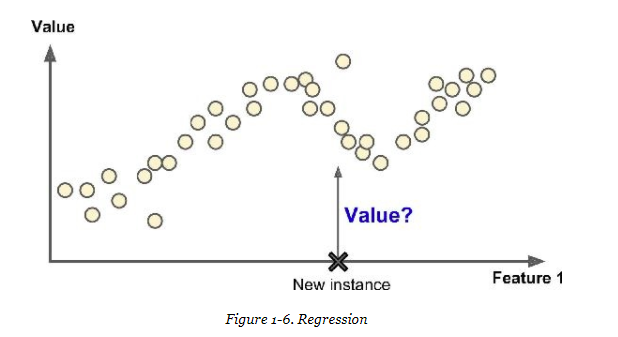 Value
Value?
New instance
Feature 1
Figure 1-6. Regression